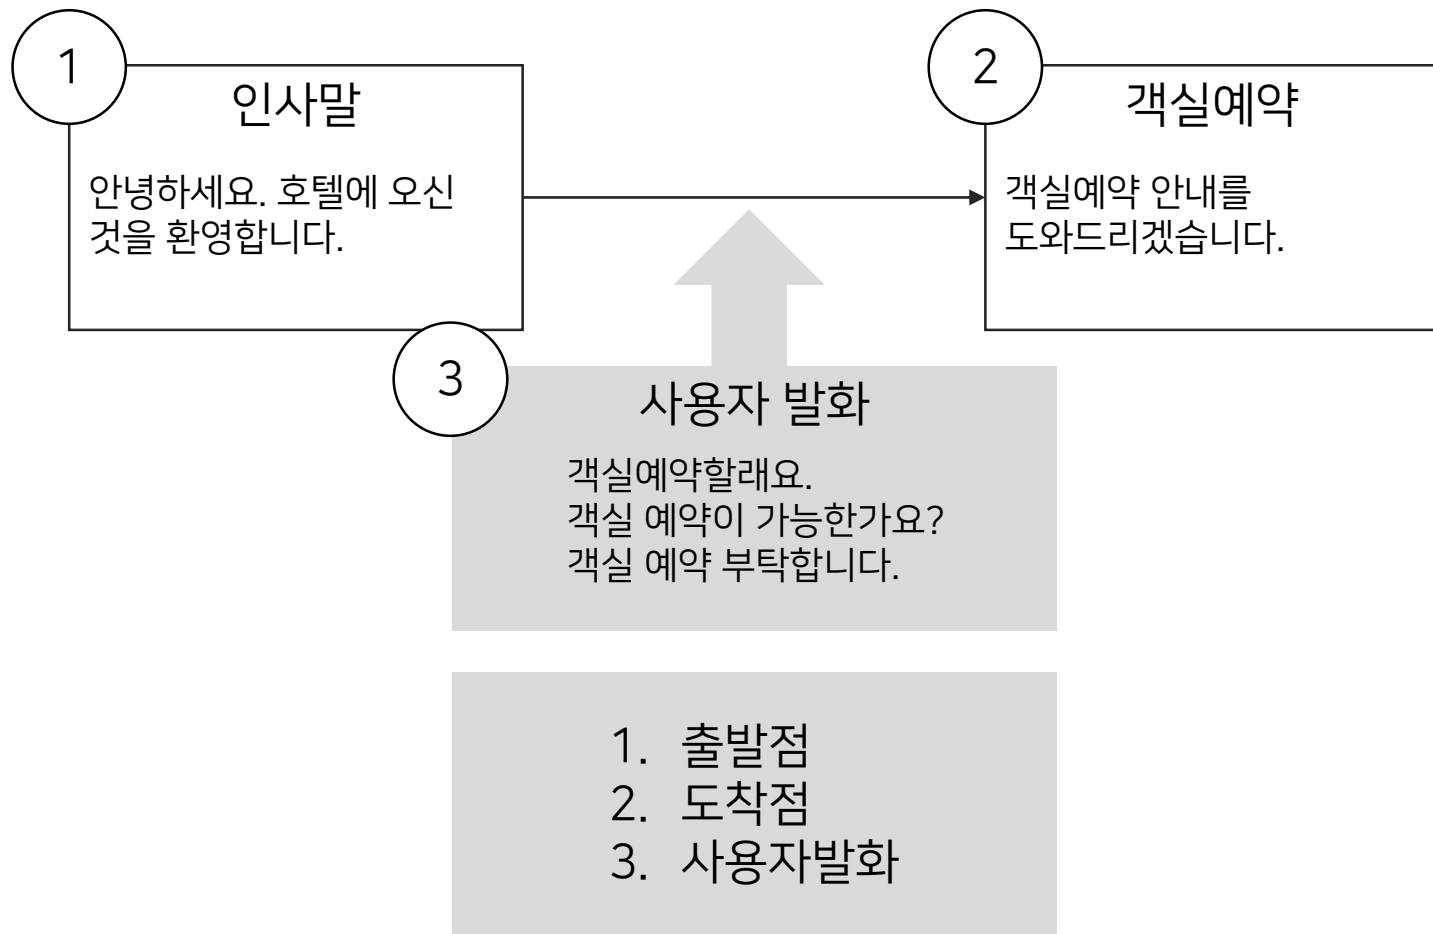 1
인사말
안녕하세요. 호텔에 오신
것을 환영합니다.
2
객실예약
객실예약 안내를
도와드리겠습니다.
3
사용자 발화
객실예약할래요.
객실 예약이 가능한가요?
객실 예약 부탁합니다.
1. 출발점
2. 도착점
3. 사용자발화